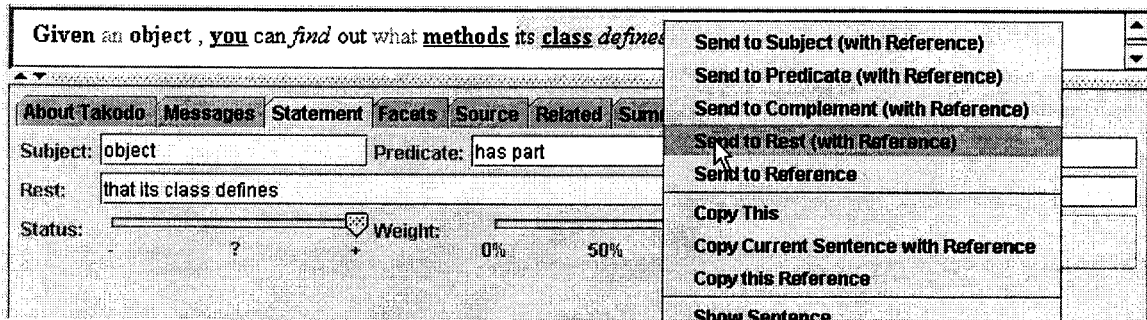 Given an object , you can find out what methods its class defines
Send to Subject (with Reference)
Send to Predicate (with Reference)
Send to Complement (with Reference)
Send to Rest (with Reference)
Send to Reference
Copy This
Copy Current Sentence with Reference
Copy this Reference
Show Sentence
About Takodo Messages Statement Facets Source Related Sum
Subject: object Predicate: has part
Rest: that its class defines
Status: - ? + Weight: 0% 50%